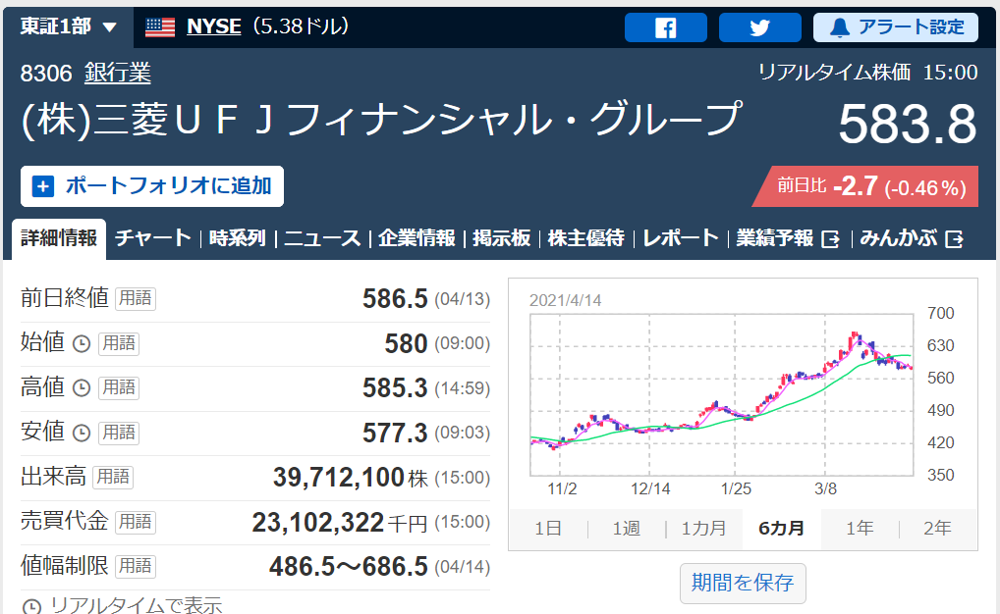 東証1部 ▼ NYSE（5.38ドル） アラート設定
8306 銀行業 リアルタイム株価 15:00
(株)三菱ＵＦＪフィナンシャル・グループ 583.8
ポートフォリオに追加 前日比 -2.7 (-0.46%)
詳細情報 チャート 時系列 ニュース 企業情報 掲示板 株主優待 レポート 業績予報 みんかぶ
前日終値 用語 586.5 (04/13)
始値 用語 580 (09:00)
高値 用語 585.3 (14:59)
安値 用語 577.3 (09:03)
出来高 用語 39,712,100 株 (15:00)
売買代金 用語 23,102,322 千円 (15:00)
値幅制限 用語 486.5～686.5 (04/14)
リアルタイムで表示
2021/4/14
700
630
560
490
420
350
11/2 12/14 1/25 3/8
1日 1週 1カ月 6カ月 1年 2年
期間を保存